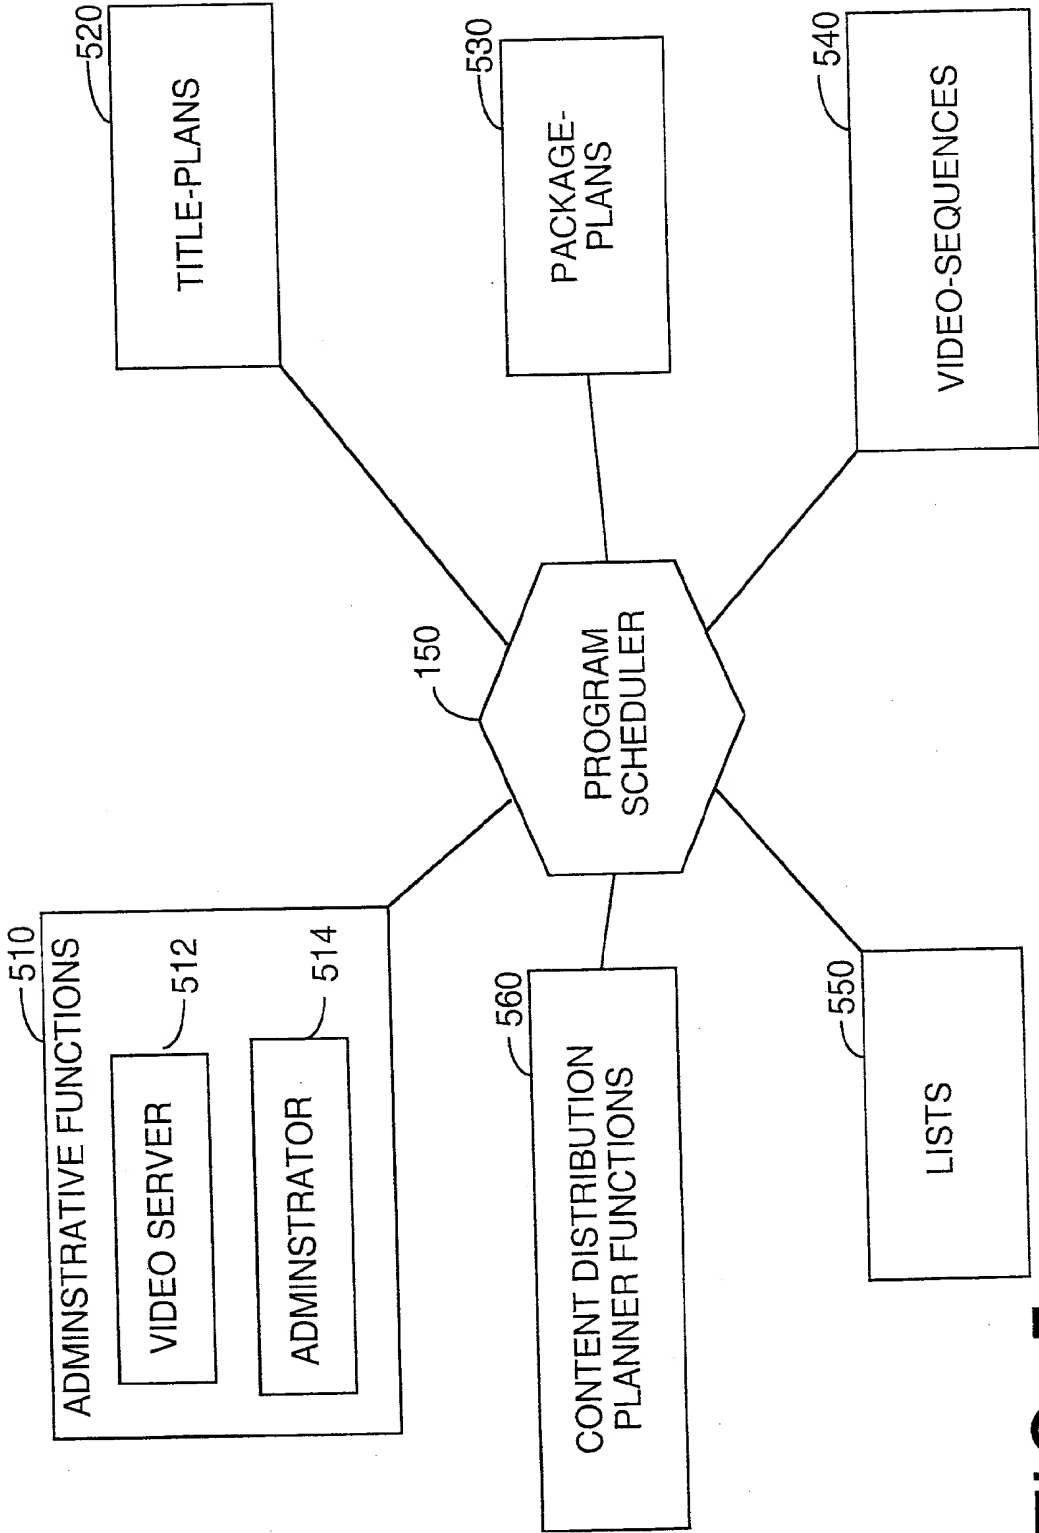 510
ADMINSTRATIVE FUNCTIONS
VIDEO SERVER
512
ADMINSTRATOR
514
150
520
TITLE-PLANS
560
CONTENT DISTRIBUTION
PLANNER FUNCTIONS
PROGRAM
SCHEDULER
530
PACKAGE-
PLANS
550
LISTS
540
VIDEO-SEQUENCES